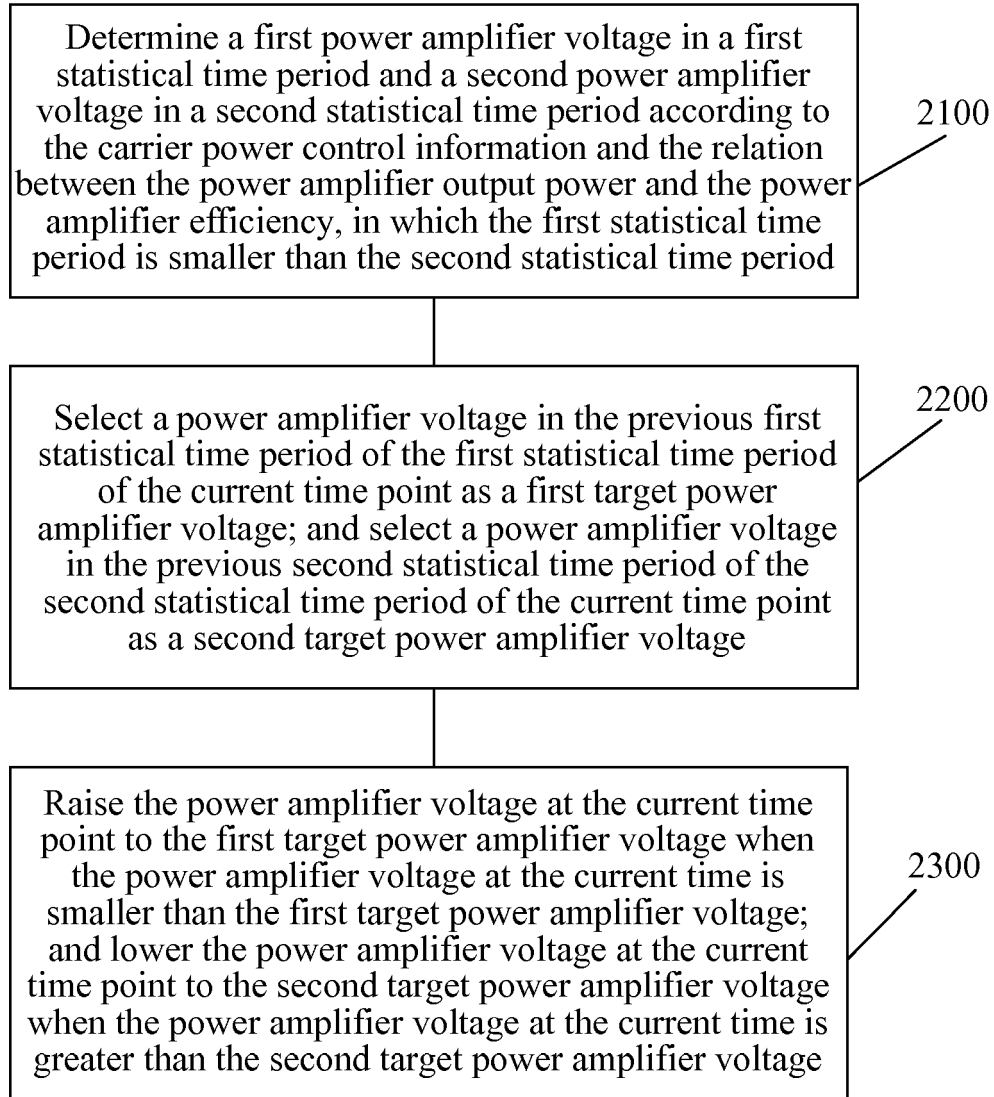 Determine a first power amplifier voltage in a first
statistical time period and a second power amplifier
voltage in a second statistical time period according to
the carrier power control information and the relation
between the power amplifier output power and the power
amplifier efficiency, in which the first statistical time
period is smaller than the second statistical time period
2100
Select a power amplifier voltage in the previous first
statistical time period of the first statistical time period
of the current time point as a first target power
amplifier voltage; and select a power amplifier voltage
in the previous second statistical time period of the
second statistical time period of the current time point
as a second target power amplifier voltage
2200
Raise the power amplifier voltage at the current time
point to the first target power amplifier voltage when
the power amplifier voltage at the current time is
smaller than the first target power amplifier voltage;
and lower the power amplifier voltage at the current
time point to the second target power amplifier voltage
when the power amplifier voltage at the current time is
greater than the second target power amplifier voltage
2300